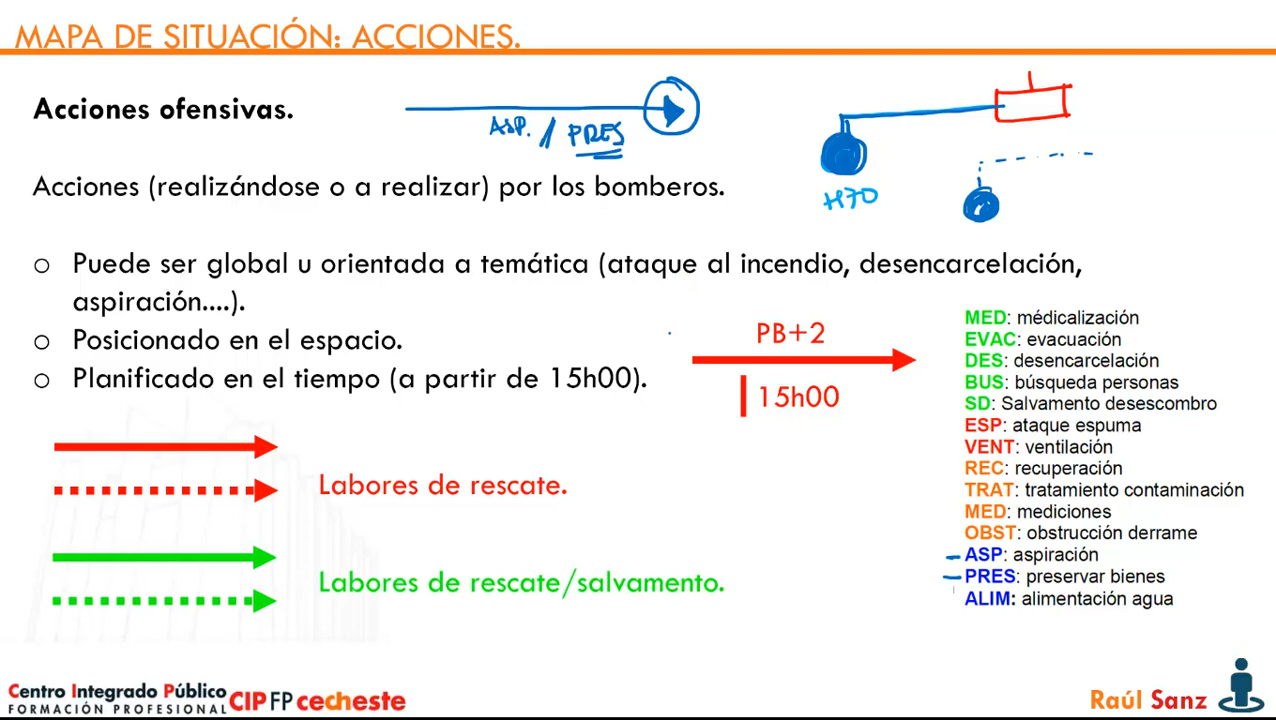 MAPA DE SITUACIÓN: ACCIONES.
Acciones ofensivas.
ASP. / PRES
H70
Acciones (realizándose o a realizar) por los bomberos.
o Puede ser global u orientada a temática (ataque al incendio, desencarcelación,
aspiración....).
o Posicionado en el espacio.
o Planificado en el tiempo (a partir de 15h00).
PB+2
15h00
MED: médicalización
EVAC: evacuación
DES: desencarcelación
BUS: búsqueda personas
SD: Salvamento desescombro
ESP: ataque espuma
VENT: ventilación
REC: recuperación
TRAT: tratamiento contaminación
MED: mediciones
OBST: obstrucción derrame
ASP: aspiración
PRES: preservar bienes
ALIM: alimentación agua
Labores de rescate.
Labores de rescate/salvamento.
Centro Integrado Público
FORMACIÓN PROFESIONAL
CIPFP cecheste
Raúl Sanz